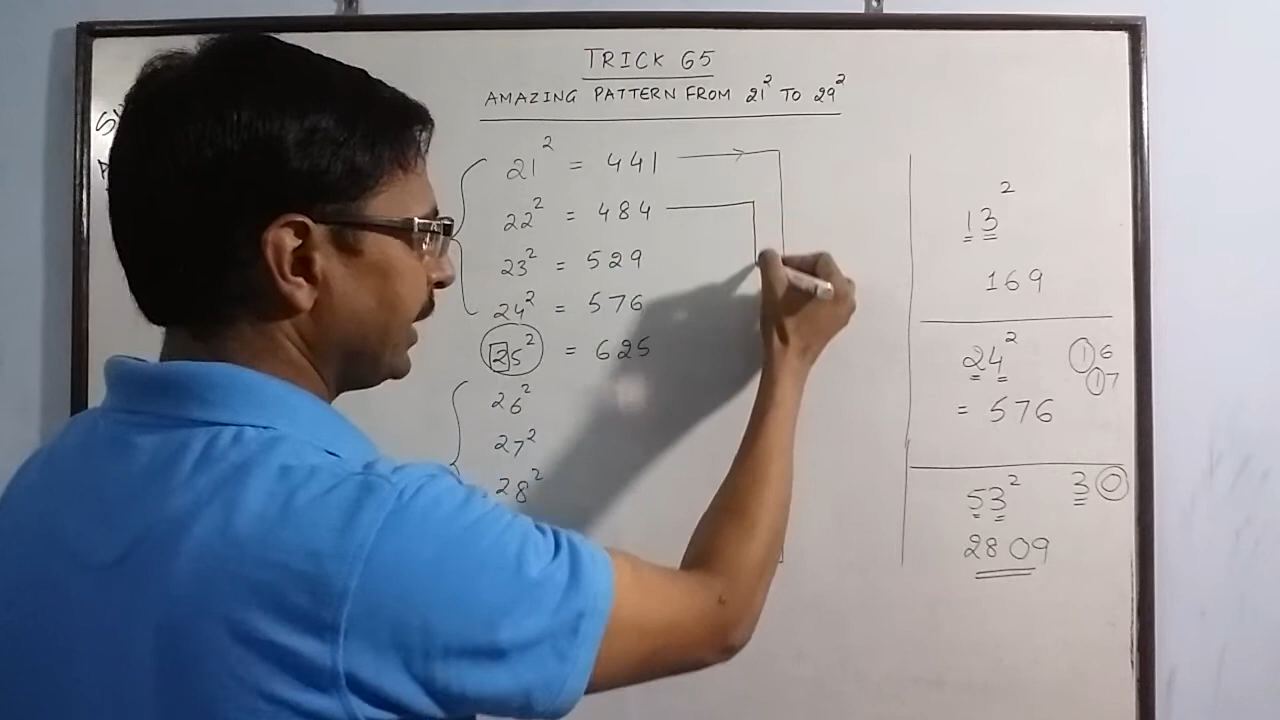 TRICK 65
AMAZING PATTERN FROM 21² TO 29²
21² = 441
22² = 484
23² = 529
24² = 576
25² = 625
26²
27²
28²
13²
169
24² 16
17
= 576
53² 30
2809